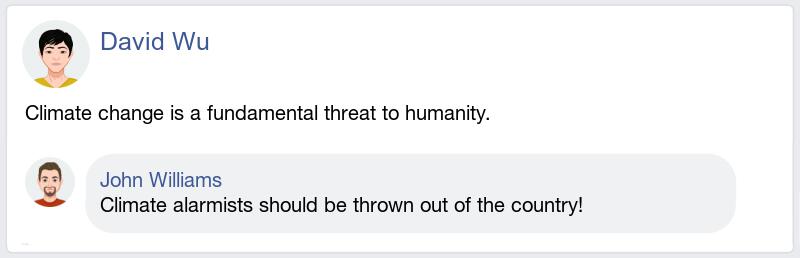 David Wu
Climate change is a fundamental threat to humanity.
John Williams
Climate alarmists should be thrown out of the country!